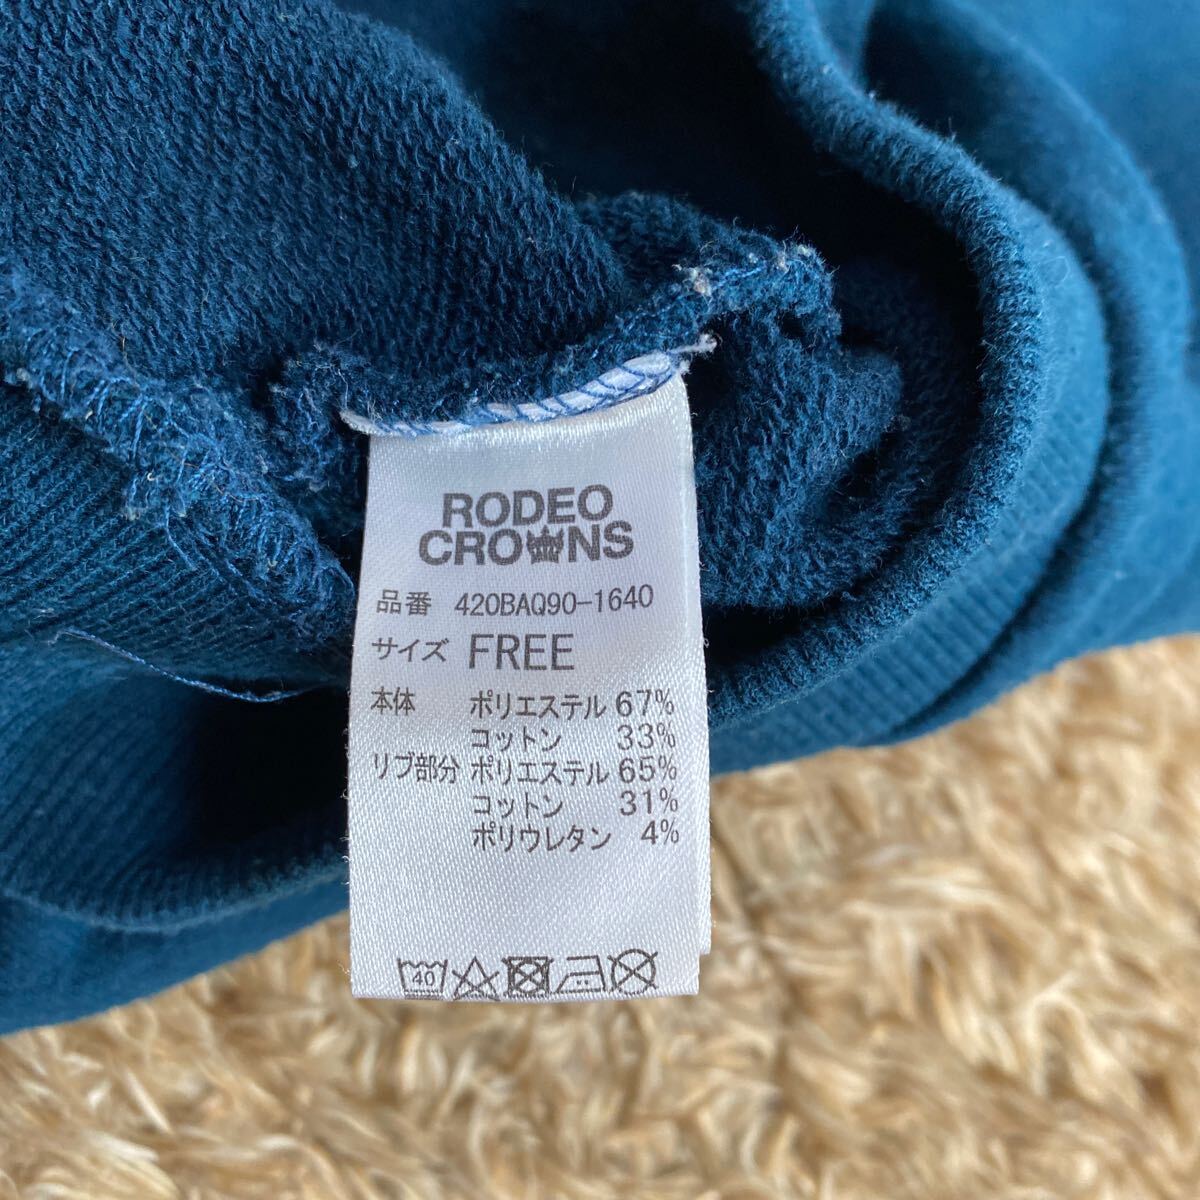 RODEO
CROWNS
品番 420BAQ90-1640
サイズ FREE
本体 ポリエステル 67%
コットン 33%
リブ部分 ポリエステル 65%
コットン 31%
ポリウレタン 4%
40